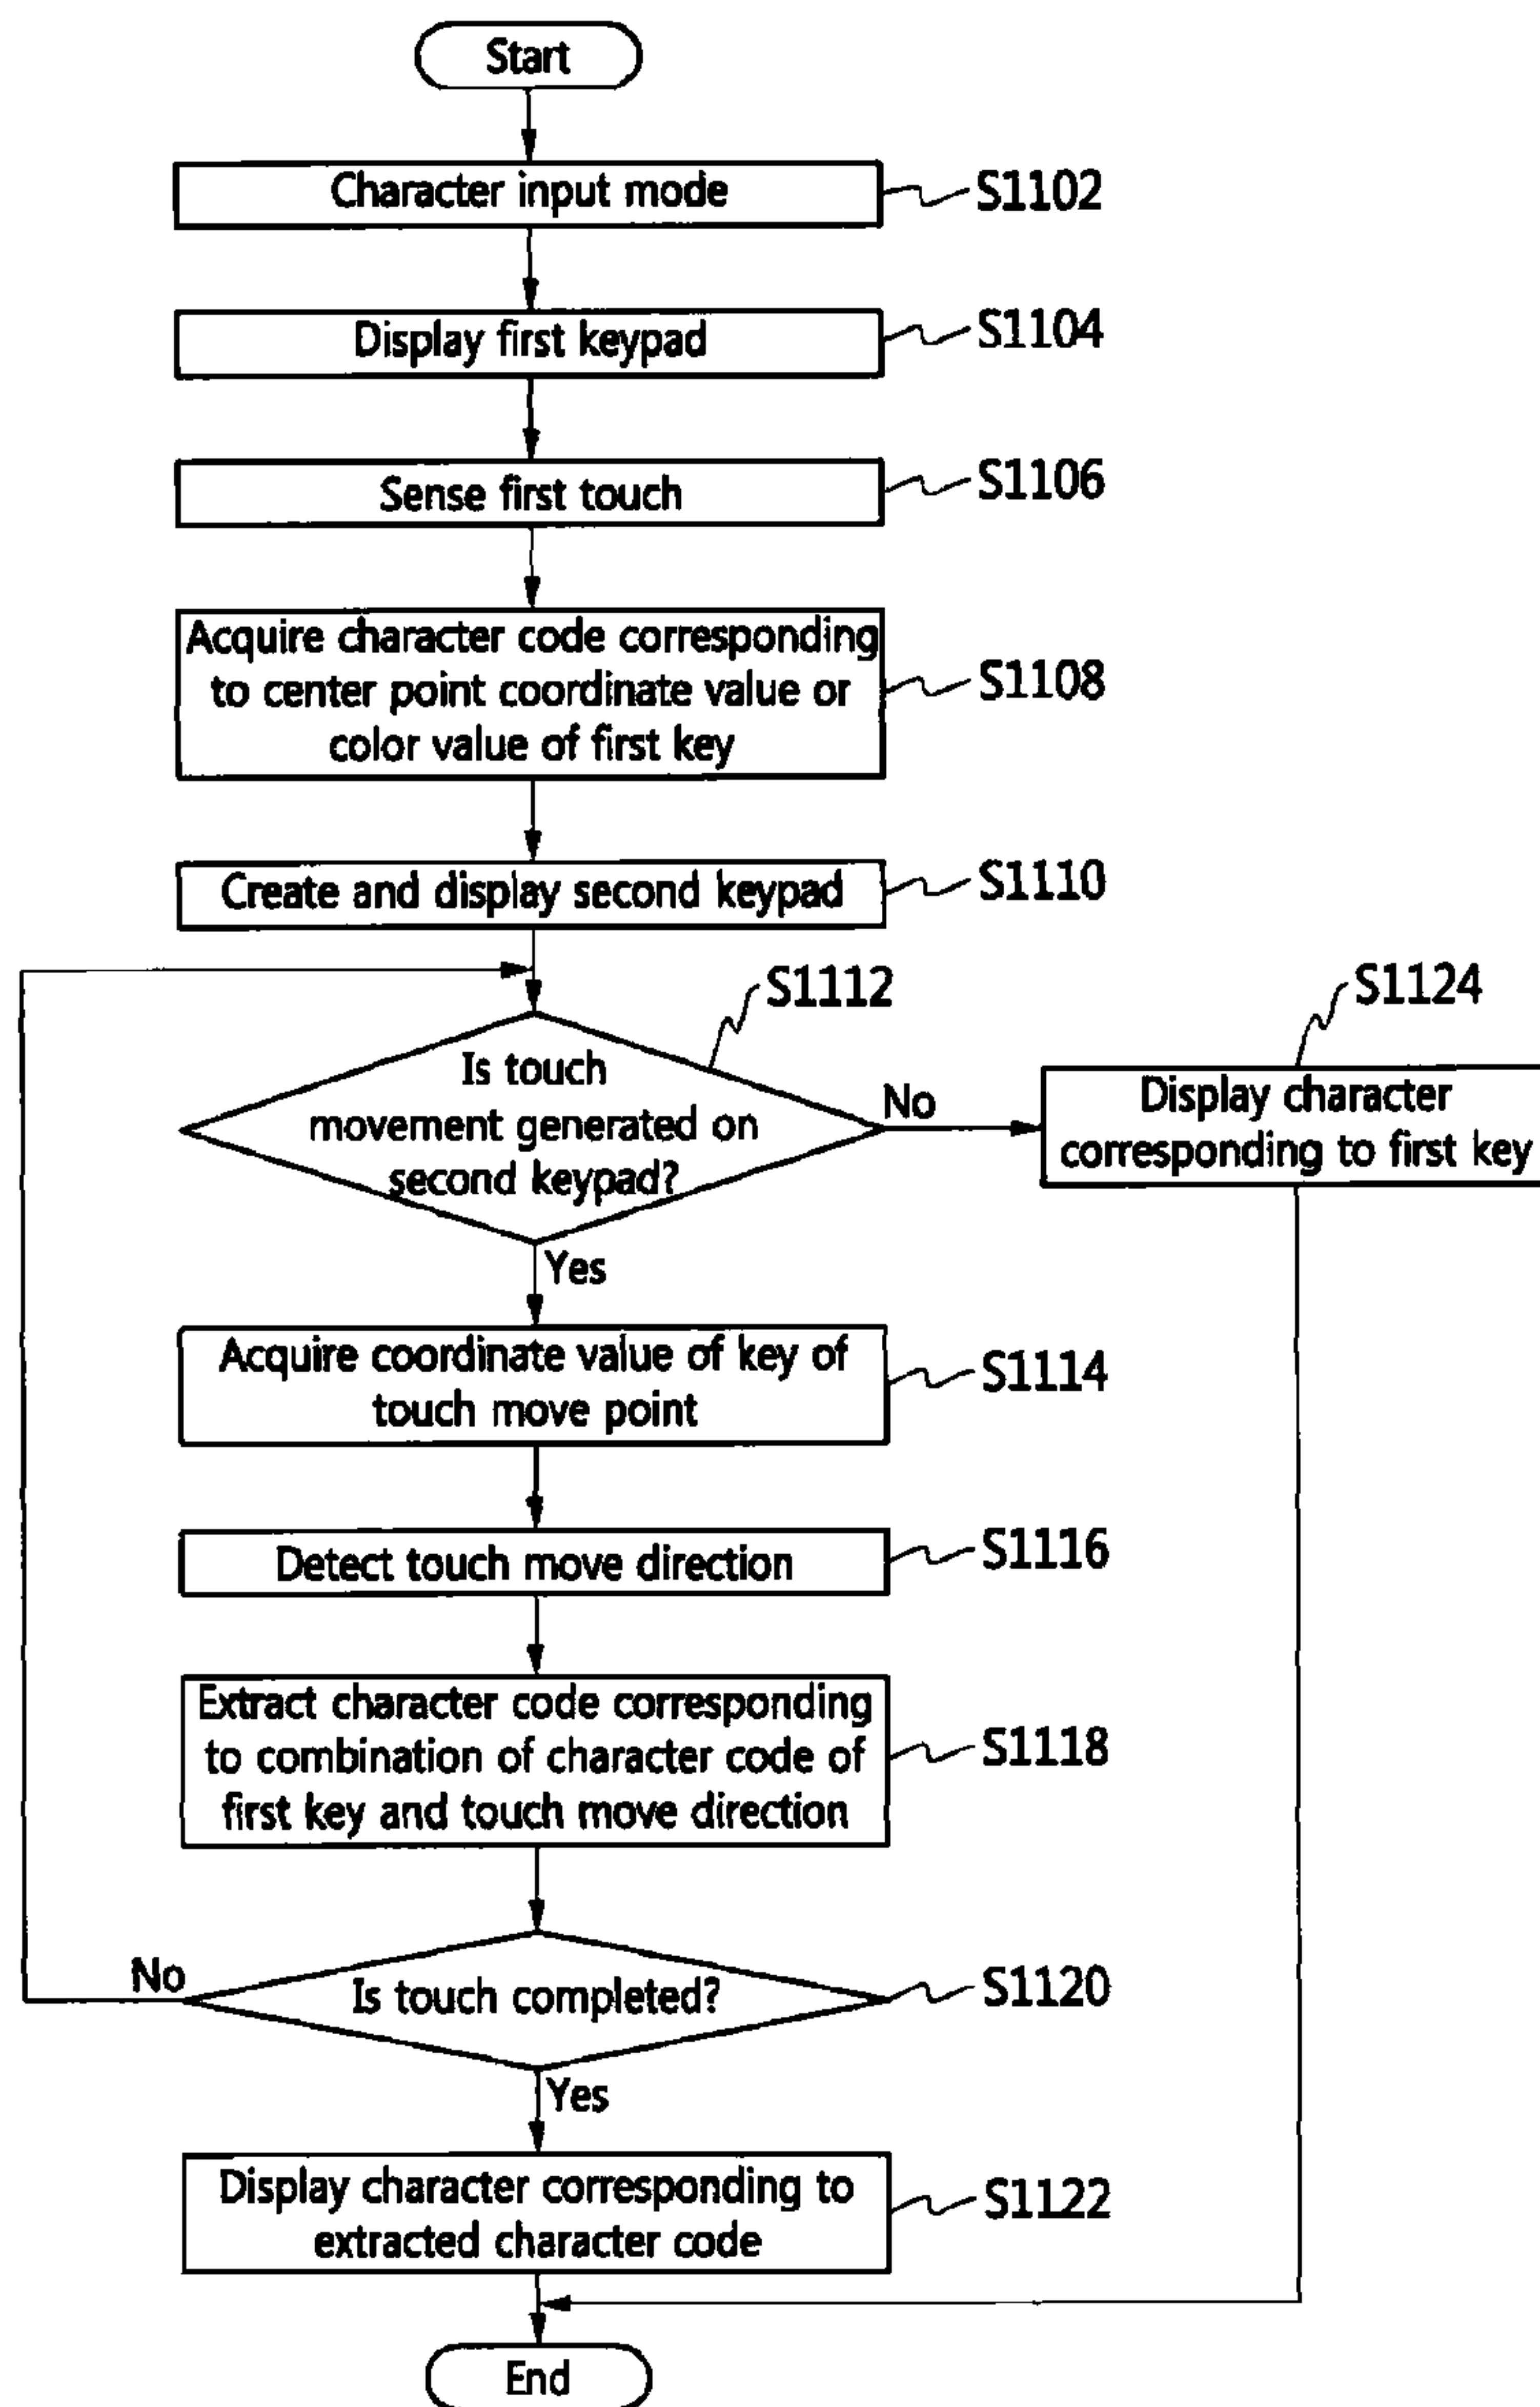 Start
Character input mode
S1102
Display first keypad
S1104
Sense first touch
S1106
Acquire character code corresponding
to center point coordinate value or
color value of first key
S1108
Create and display second keypad
S1110
S1112
S1124
Is touch
movement generated on
second keypad?
No
Display character
corresponding to first key
Yes
Acquire coordinate value of key of
touch move point
S1114
Detect touch move direction
S1116
Extract character code corresponding
to combination of character code of
first key and touch move direction
S1118
No
Is touch completed?
S1120
Yes
Display character corresponding to
extracted character code
S1122
End